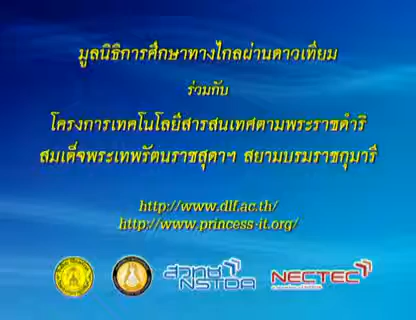 มูลนิธิการศึกษาทางไกลผ่านดาวเทียม
ร่วมกับ
โครงการเทคโนโลยีสารสนเทศตามพระราชดำริ
สมเด็จพระเทพรัตนราชสุดาฯ สยามบรมราชกุมารี
http://www.dlf.ac.th/
http://www.princess-it.org/
สวทช
NSTDA
NECTEC